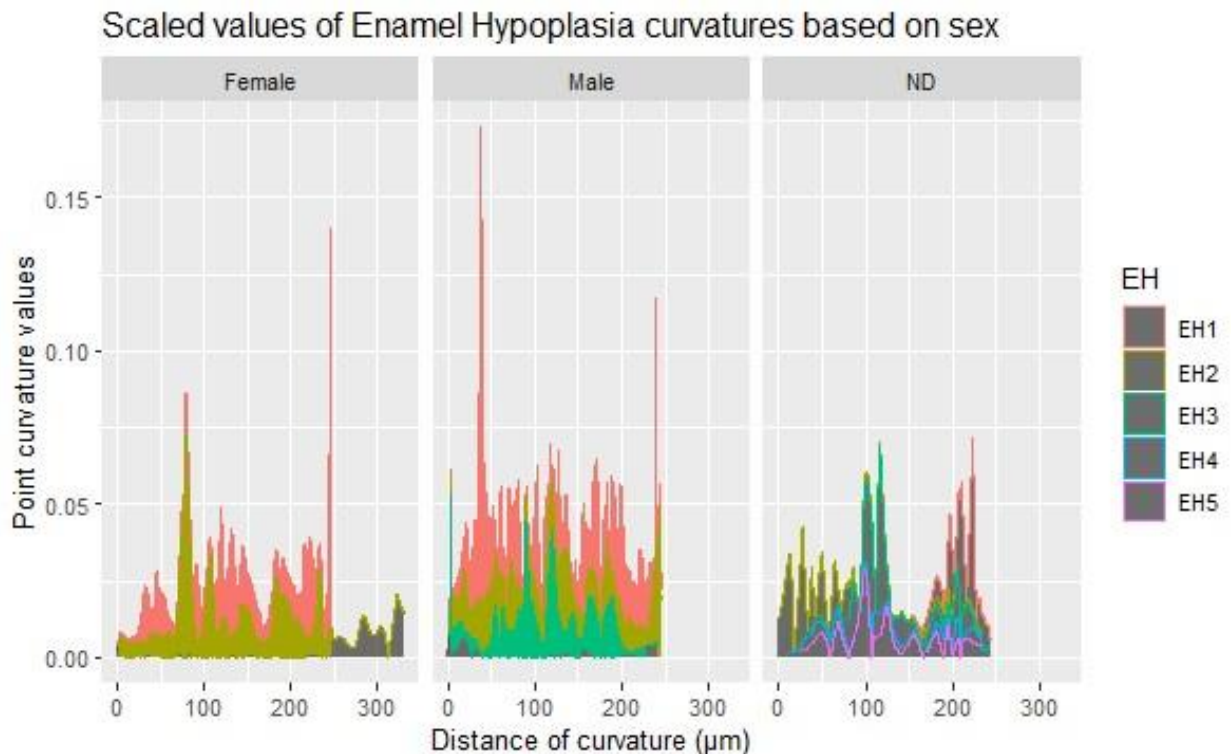 Scaled values of Enamel Hypoplasia curvatures based on sex
Female Male ND
0.15
0.10
0.05
0.00
Point curvature values
0 100 200 300 0 100 200 300 0 100 200 300
Distance of curvature (µm)
EH
EH1
EH2
EH3
EH4
EH5